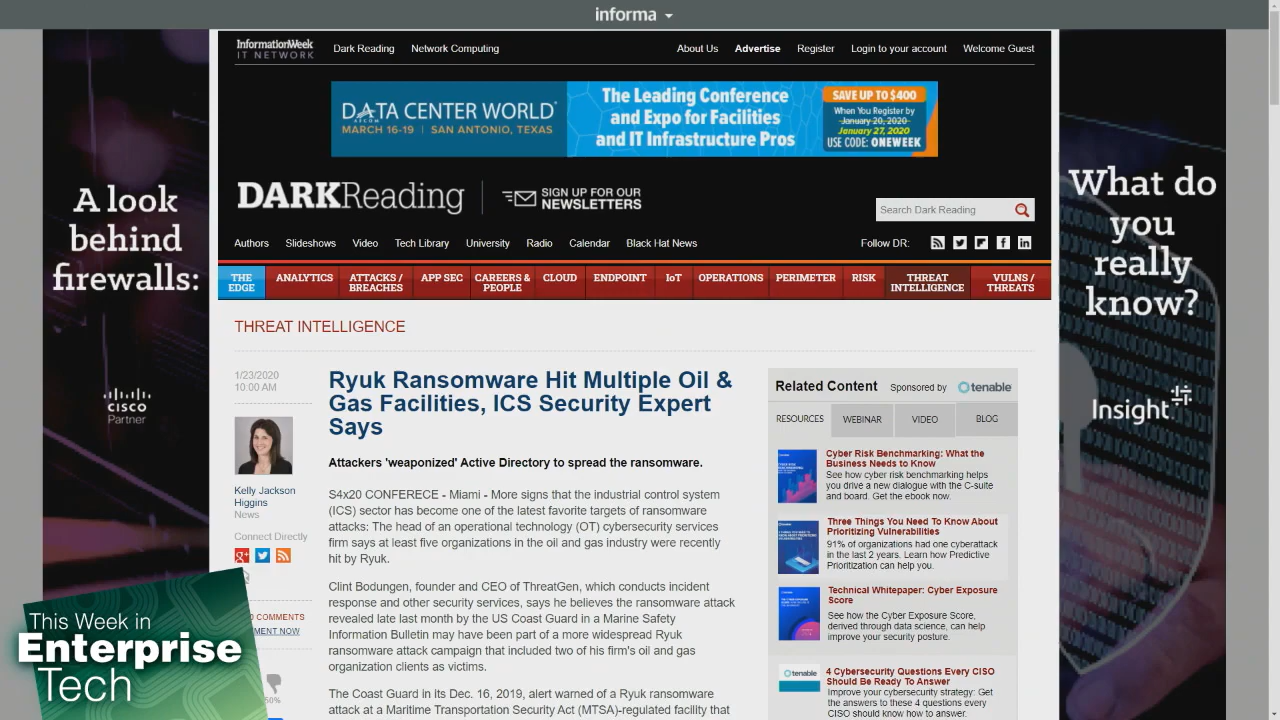 informa
InformationWeek
IT NETWORK
Dark Reading
Network Computing
About Us
Advertise
Register
Login to your account
Welcome Guest
DATA CENTER WORLD
AFCOM
MARCH 16-19 | SAN ANTONIO, TEXAS
The Leading Conference
and Expo for Facilities
and IT Infrastructure Pros
SAVE UP TO $400
When You Register by
January 20, 2020
January 27, 2020
USE CODE: ONEWEEK
DARKReading
SIGN UP FOR OUR
NEWSLETTERS
Search Dark Reading
Authors
Slideshows
Video
Tech Library
University
Radio
Calendar
Black Hat News
Follow DR:
THE
EDGE
ANALYTICS
ATTACKS /
BREACHES
APP SEC
CAREERS &
PEOPLE
CLOUD
ENDPOINT
IoT
OPERATIONS
PERIMETER
RISK
THREAT
INTELLIGENCE
VULNS /
THREATS
A look
behind
firewalls:
CISCO
Partner
What do
you
really
know?
Insight
THREAT INTELLIGENCE
1/23/2020
10:00 AM
Kelly Jackson
Higgins
News
Connect Directly
COMMENTS
MENT NOW
50%
Ryuk Ransomware Hit Multiple Oil &
Gas Facilities, ICS Security Expert
Says
Attackers 'weaponized' Active Directory to spread the ransomware.
S4x20 CONFERECE - Miami - More signs that the industrial control system
(ICS) sector has become one of the latest favorite targets of ransomware
attacks: The head of an operational technology (OT) cybersecurity services
firm says at least five organizations in the oil and gas industry were recently
hit by Ryuk.
Clint Bodungen, founder and CEO of ThreatGen, which conducts incident
response and other security services, says he believes the ransomware attack
revealed late last month by the US Coast Guard in a Marine Safety
Information Bulletin may have been part of a more widespread Ryuk
ransomware attack campaign that included two of his firm's oil and gas
organization clients as victims.
The Coast Guard in its Dec. 16, 2019, alert warned of a Ryuk ransomware
attack at a Maritime Transportation Security Act (MTSA)-regulated facility that
Related Content
Sponsored by
tenable
RESOURCES
WEBINAR
VIDEO
BLOG
Cyber Risk Benchmarking: What the
Business Needs to Know
See how cyber risk benchmarking helps
you drive a new dialogue with the C-suite
and board. Get the ebook now.
Three Things You Need To Know About
Prioritizing Vulnerabilities
91% of organizations had one cyberattack
in the last 2 years. Learn how Predictive
Prioritization can help you.
Technical Whitepaper: Cyber Exposure
Score
See how the Cyber Exposure Score,
derived through data science, can help
improve your security posture.
tenable
4 Cybersecurity Questions Every CISO
Should Be Ready To Answer
Improve your cybersecurity strategy: Get
the answers to these 4 questions every
CISO should know how to answer.
This Week in
Enterprise
Tech